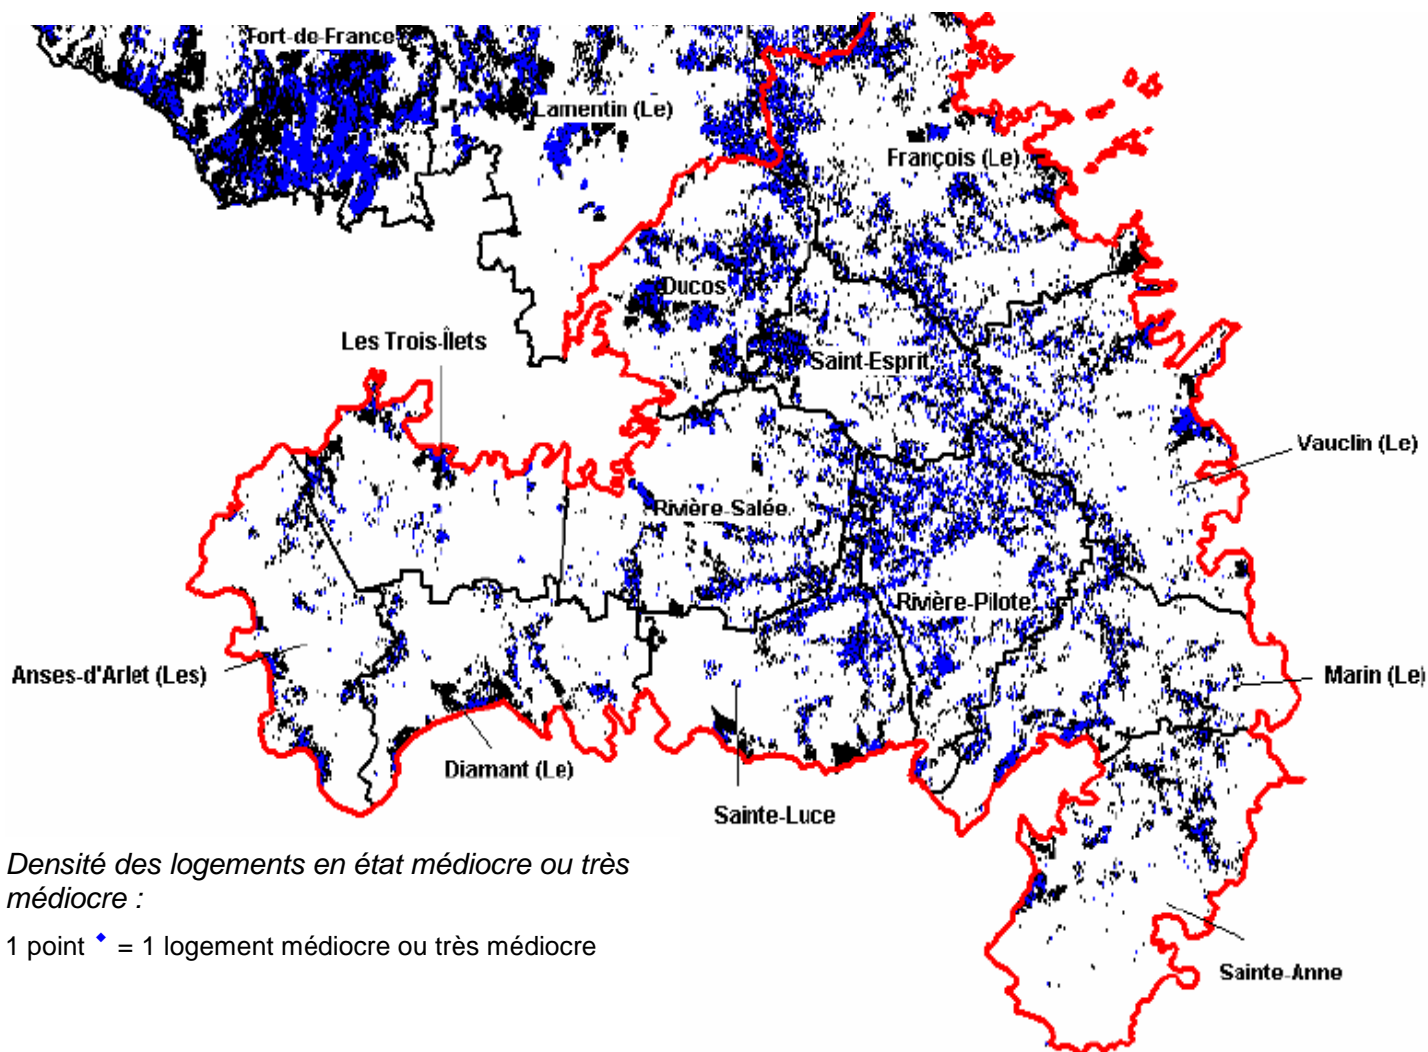 Fort-de-France
Lamentin (Le)
François (Le)
Ducos
Les Trois-Îlets
Saint-Esprit
Vauclin (Le)
Rivière-Salée
Rivière-Pilote
Anses-d'Arlet (Les)
Marin (Le)
Diamant (Le)
Sainte-Luce
Densité des logements en état médiocre ou très
médiocre :
1 point = 1 logement médiocre ou très médiocre
Sainte-Anne